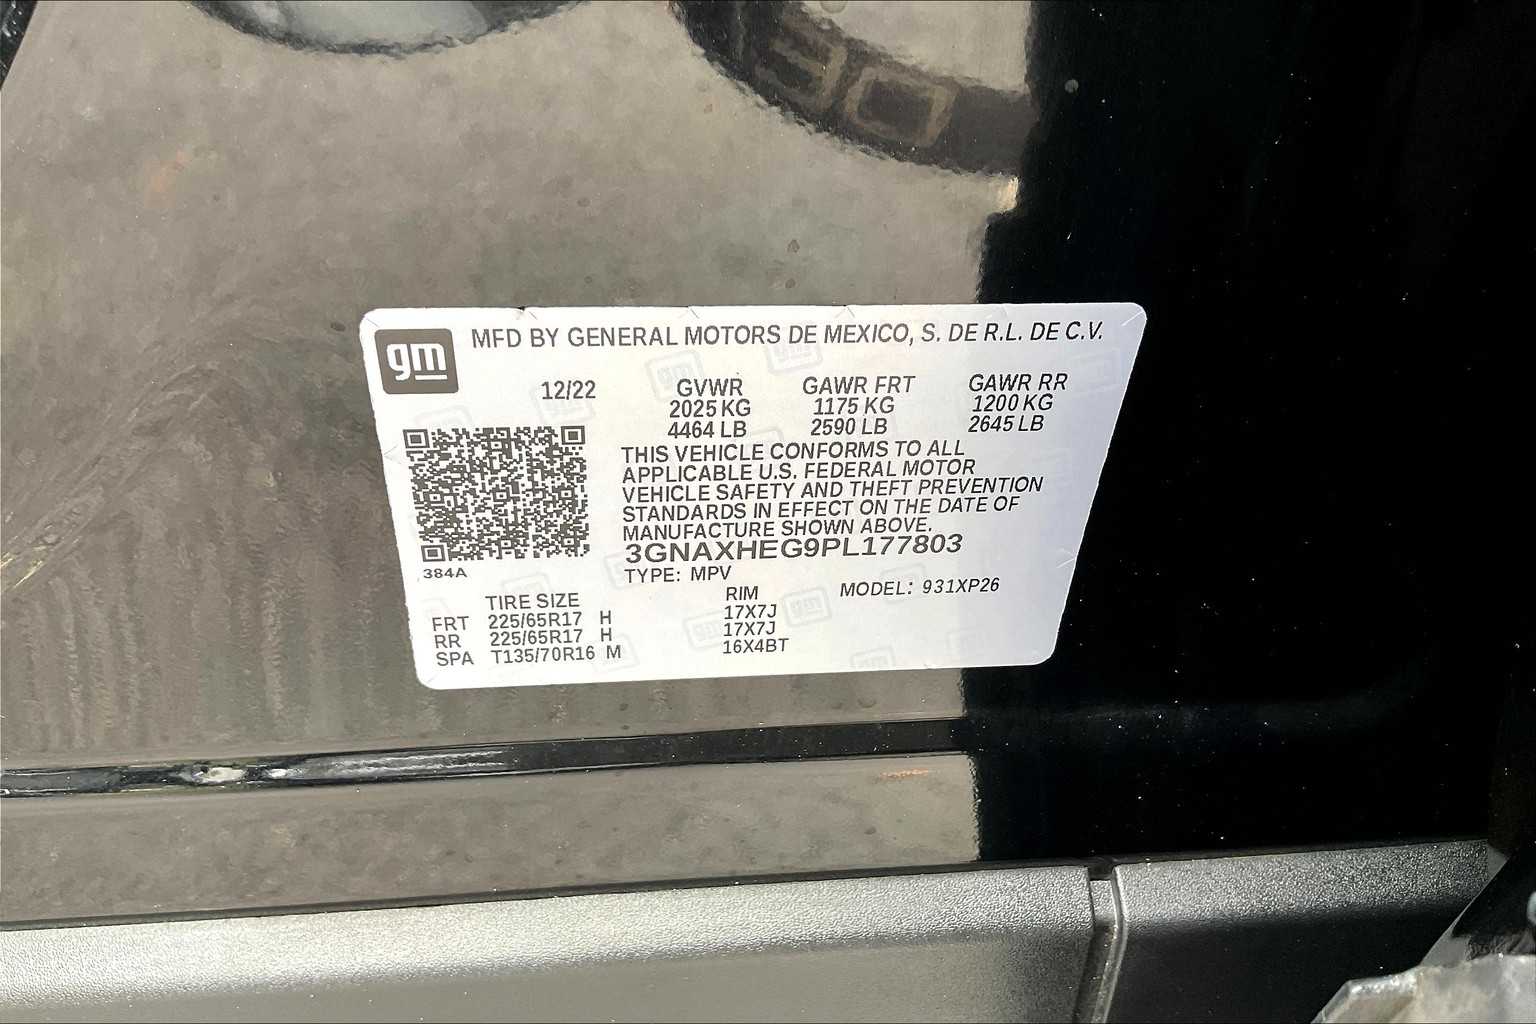 gm
MFD BY GENERAL MOTORS DE MEXICO, S. DE R.L. DE C.V.
12/22 GVWR GAWR FRT GAWR RR
2025 KG 1175 KG 1200 KG
4464 LB 2590 LB 2645 LB
THIS VEHICLE CONFORMS TO ALL
APPLICABLE U.S. FEDERAL MOTOR
VEHICLE SAFETY AND THEFT PREVENTION
STANDARDS IN EFFECT ON THE DATE OF
MANUFACTURE SHOWN ABOVE.
3GNAXHEG9PL177803
384A
TYPE: MPV MODEL: 931XP26
TIRE SIZE RIM
FRT 225/65R17 H 17X7J
RR 225/65R17 H 17X7J
SPA T135/70R16 M 16X4BT